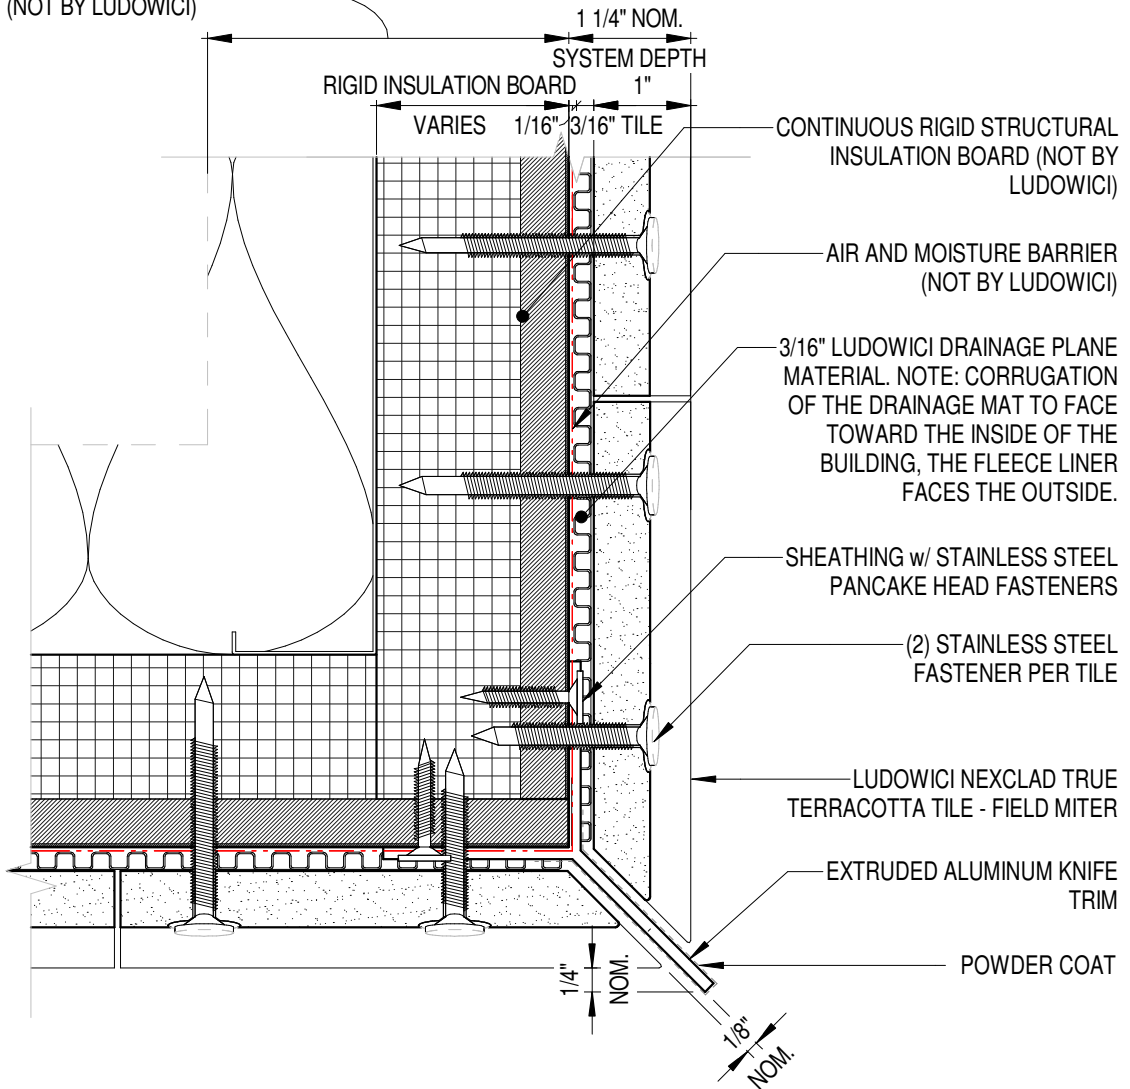 (NOT BY LUDOWICI)
1 1/4" NOM.
SYSTEM DEPTH
RIGID INSULATION BOARD
1"
VARIES
1/16"
3/16" TILE
CONTINUOUS RIGID STRUCTURAL
INSULATION BOARD (NOT BY
LUDOWICI)
AIR AND MOISTURE BARRIER
(NOT BY LUDOWICI)
3/16" LUDOWICI DRAINAGE PLANE
MATERIAL. NOTE: CORRUGATION
OF THE DRAINAGE MAT TO FACE
TOWARD THE INSIDE OF THE
BUILDING, THE FLEECE LINER
FACES THE OUTSIDE.
SHEATHING w/ STAINLESS STEEL
PANCAKE HEAD FASTENERS
(2) STAINLESS STEEL
FASTENER PER TILE
LUDOWICI NEXCLAD TRUE
TERRACOTTA TILE - FIELD MITER
EXTRUDED ALUMINUM KNIFE
TRIM
POWDER COAT
1/4"
NOM.
1/8"
NOM.